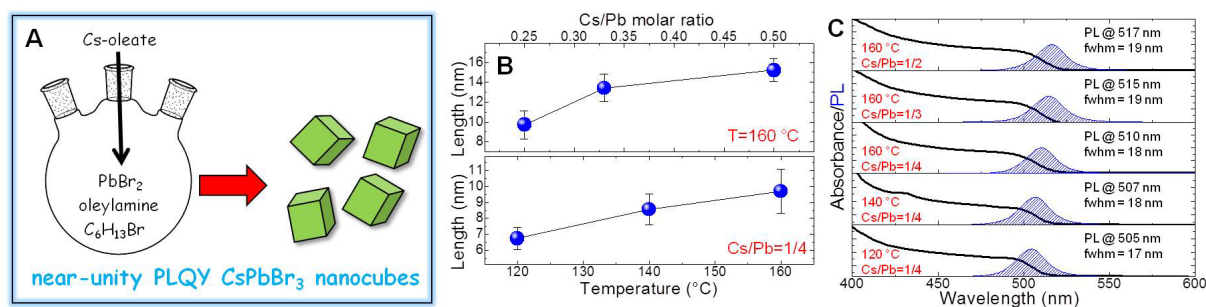 A
Cs-oleate
PbBr2
oleylamine
C6H13Br
near-unity PLQY CsPbBr3 nanocubes
Cs/Pb molar ratio
0.25 0.30 0.35 0.40 0.45 0.50
B
16
14
12
10
8
Length (nm)
T=160 °C
11
10
9
8
7
6
Length (nm)
Cs/Pb=1/4
120 130 140 150 160
Temperature (°C)
C
Absorbance/PL
160 °C
Cs/Pb=1/2
PL @ 517 nm
fwhm = 19 nm
160 °C
Cs/Pb=1/3
PL @ 515 nm
fwhm = 19 nm
160 °C
Cs/Pb=1/4
PL @ 510 nm
fwhm = 18 nm
140 °C
Cs/Pb=1/4
PL @ 507 nm
fwhm = 18 nm
120 °C
Cs/Pb=1/4
PL @ 505 nm
fwhm = 17 nm
400 450 500 550 600
Wavelength (nm)